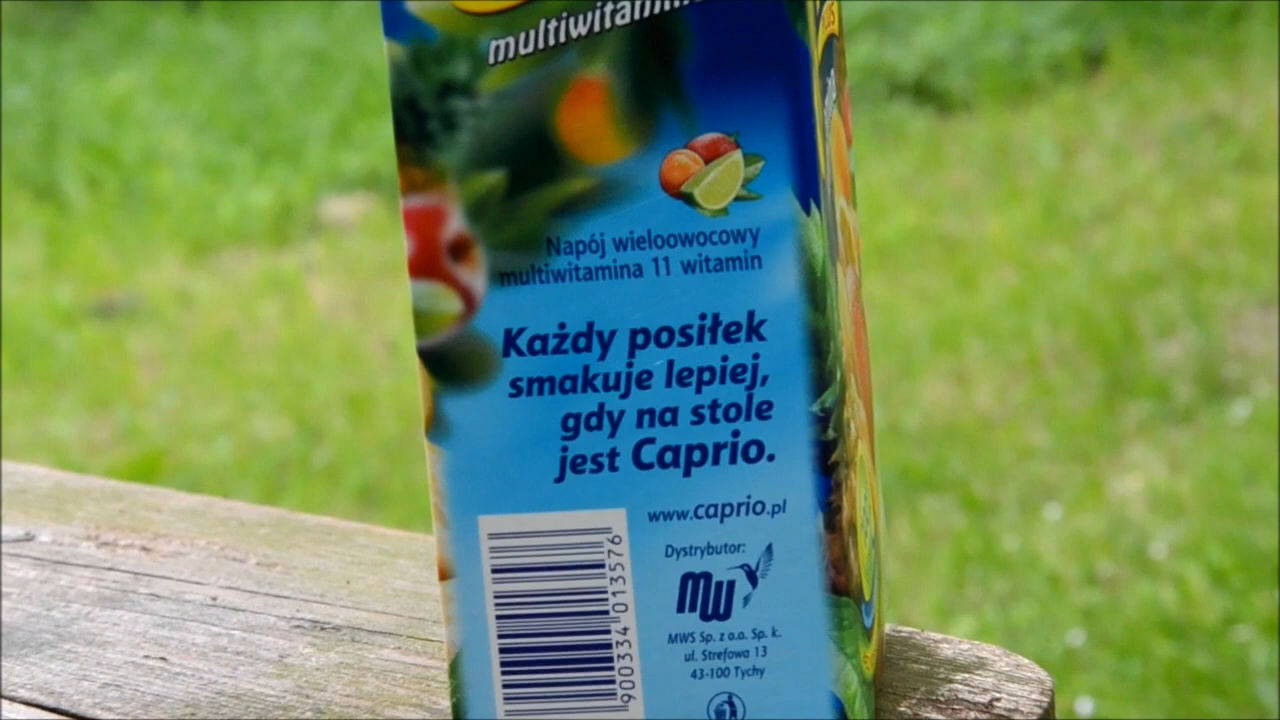 multiwitamin
Napój wieloowocowy
multiwitamina 11 witamin
Każdy posiłek
smakuje lepiej,
gdy na stole
jest Caprio.
www.caprio.pl
Dystrybutor:
MW
MWS Sp. z o.o. Sp. k.
ul. Strefowa 13
43-100 Tychy
900334 013576